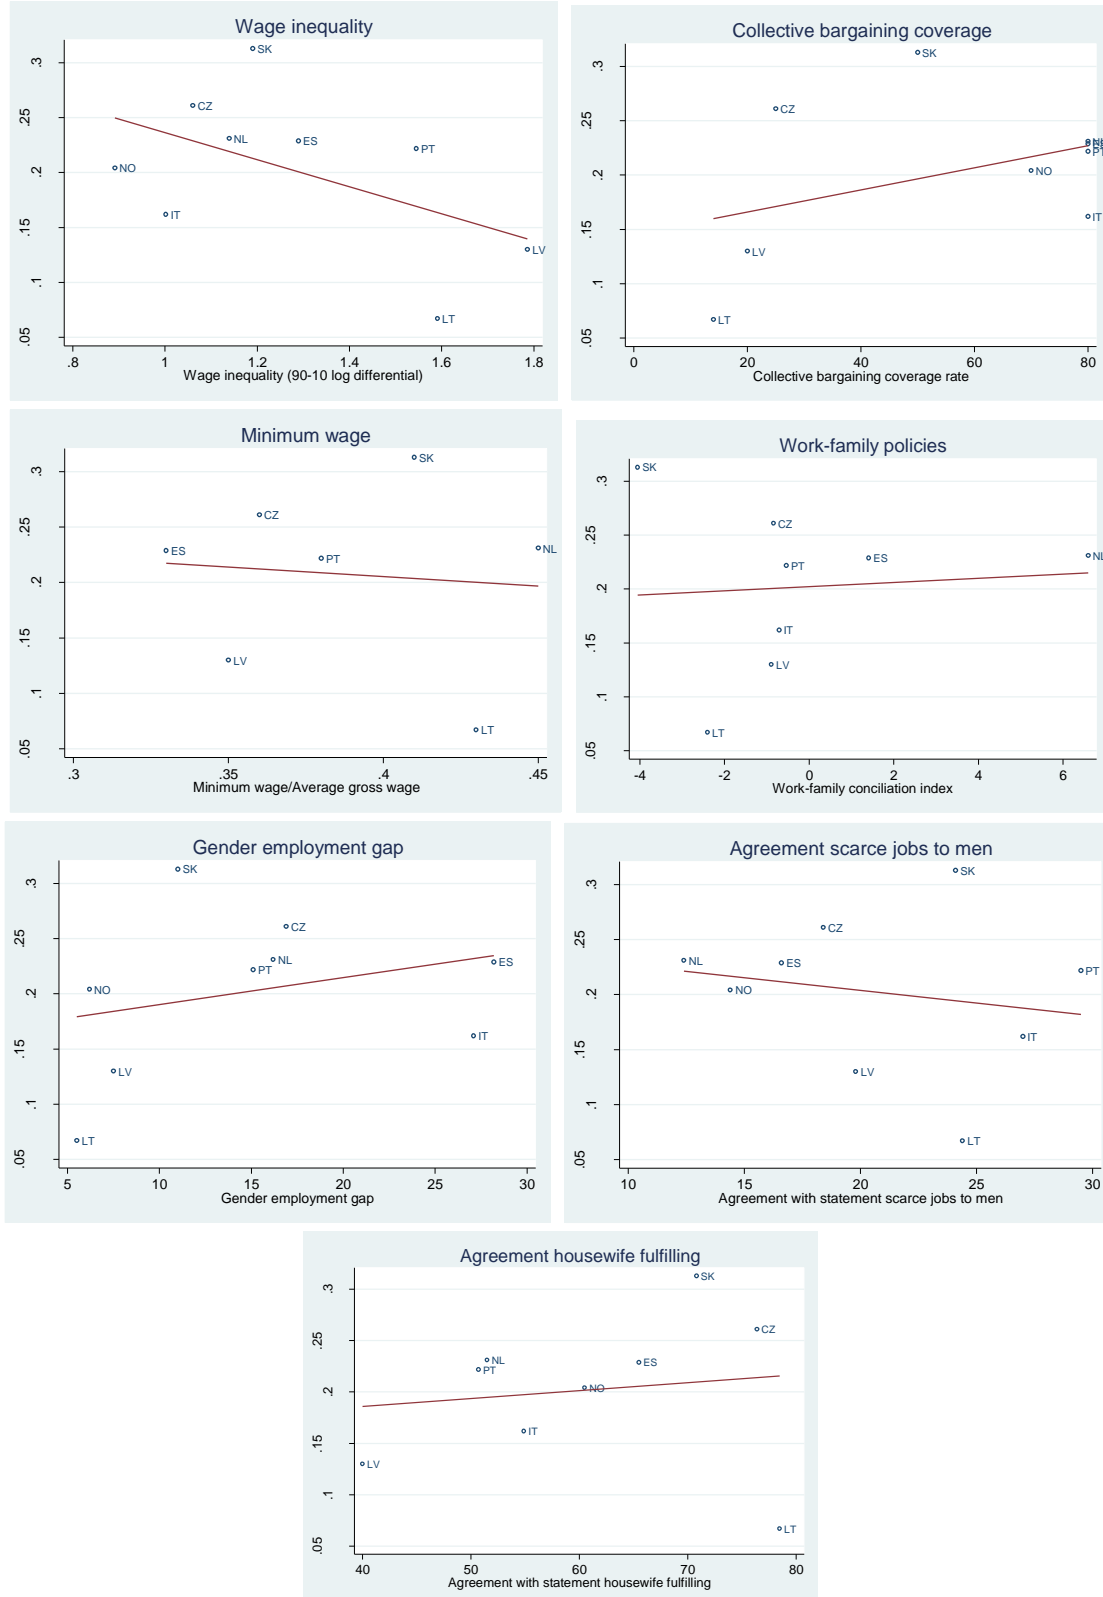 Wage inequality
.3
.25
.2
.15
.1
.05
SK
CZ
NL
ES
PT
NO
IT
LV
LT
.8
1
1.2
1.4
1.6
1.8
Wage inequality (90-10 log differential)
Collective bargaining coverage
.3
.25
.2
.15
.1
.05
SK
CZ
NO
IT
LV
LT
0
20
40
60
80
Collective bargaining coverage rate
Minimum wage
.3
.25
.2
.15
.1
.05
SK
CZ
ES
PT
NL
LV
LT
.3
.35
.4
.45
Minimum wage/Average gross wage
Work-family policies
.3
.25
.2
.15
.1
.05
SK
CZ
PT
ES
NL
IT
LV
LT
-4
-2
0
2
4
6
Work-family conciliation index
Gender employment gap
.3
.25
.2
.15
.1
.05
SK
CZ
NL
PT
ES
NO
IT
LV
LT
5
10
15
20
25
30
Gender employment gap
Agreement scarce jobs to men
.3
.25
.2
.15
.1
.05
SK
CZ
NL
ES
PT
NO
IT
LV
LT
10
15
20
25
30
Agreement with statement scarce jobs to men
Agreement housewife fulfilling
.3
.25
.2
.15
.1
.05
SK
CZ
NL
PT
ES
NO
IT
LV
LT
40
50
60
70
80
Agreement with statement housewife fulfilling